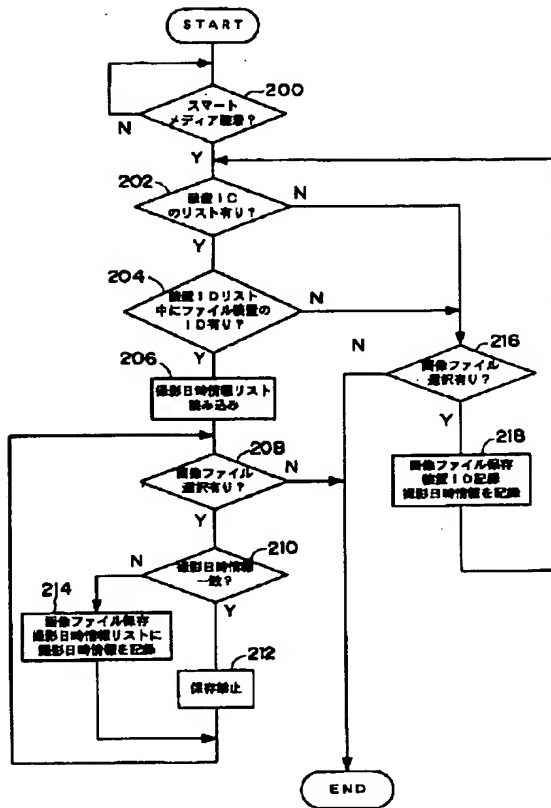 START
200
スマート
メディア装着?
N
Y
202
装置ID
のリスト有り?
N
Y
204
装置IDリスト
中にファイル装置の
ID有り?
N
Y
206
撮影日時情報リスト
読み込み
208
画像ファイル
選択有り?
N
Y
210
撮影日時情報
一致?
N
Y
214
画像ファイル保存
撮影日時情報リストに
撮影日時情報を記録
212
保存禁止
216
画像ファイル
選択有り?
N
Y
218
画像ファイル保存
装置ID記録
撮影日時情報を記録
END